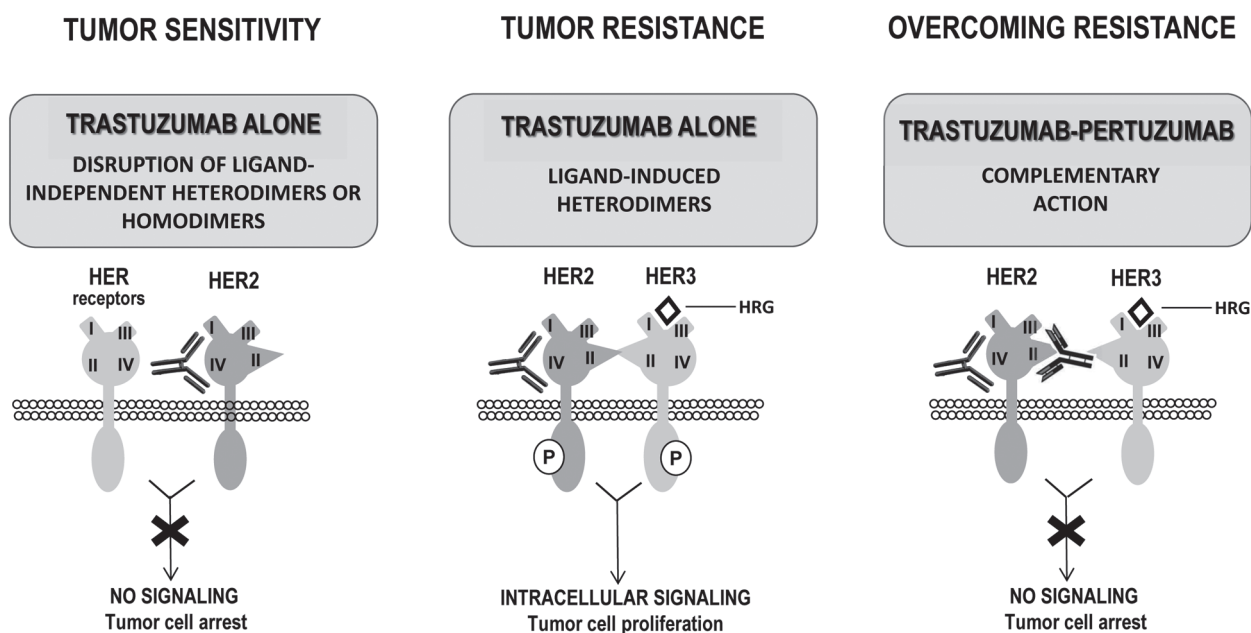 TUMOR SENSITIVITY
TRASTUZUMAB ALONE
DISRUPTION OF LIGAND-
INDEPENDENT HETERODIMERS OR
HOMODIMERS
HER
receptors
HER2
I
III
II
IV
I
III
IV
II
NO SIGNALING
Tumor cell arrest
TUMOR RESISTANCE
TRASTUZUMAB ALONE
LIGAND-INDUCED
HETERODIMERS
HER2
HER3
HRG
I
III
IV
II
I
III
II
IV
P
P
INTRACELLULAR SIGNALING
Tumor cell proliferation
OVERCOMING RESISTANCE
TRASTUZUMAB-PERTUZUMAB
COMPLEMENTARY
ACTION
HER2
HER3
HRG
I
III
IV
II
I
III
II
IV
NO SIGNALING
Tumor cell arrest